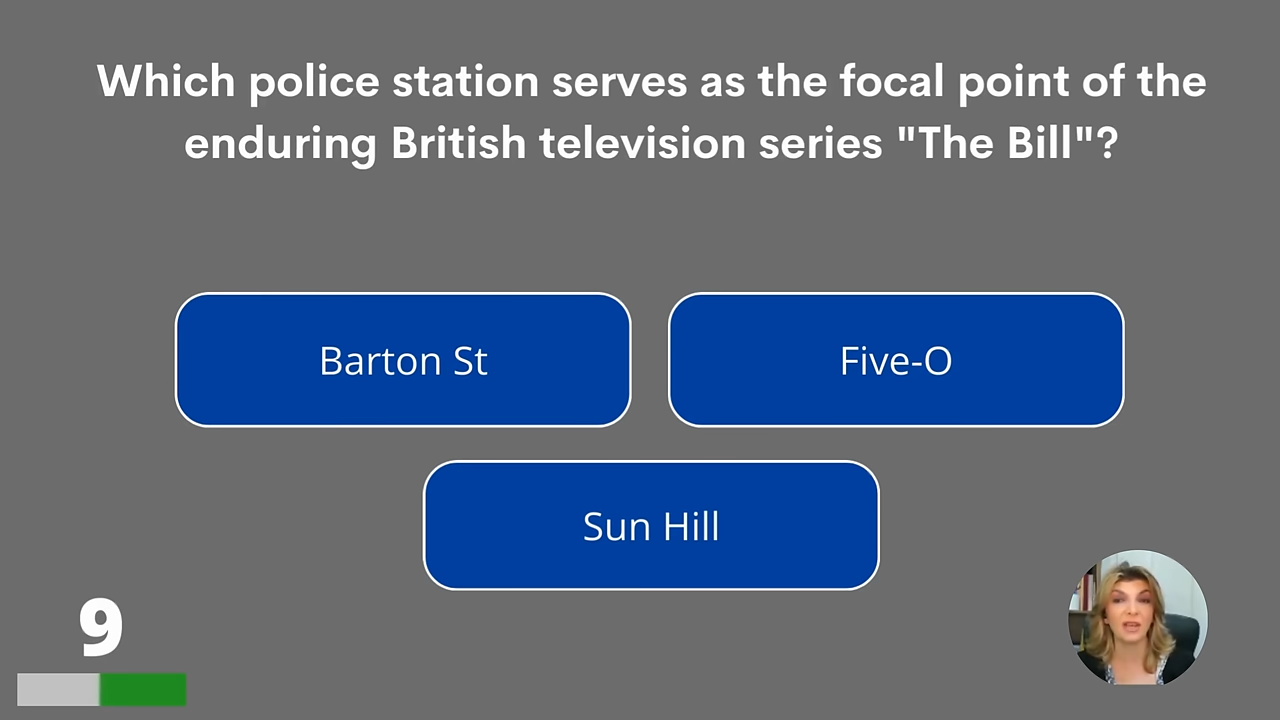 Which police station serves as the focal point of the
enduring British television series "The Bill"?
Barton St
Five-O
Sun Hill
9